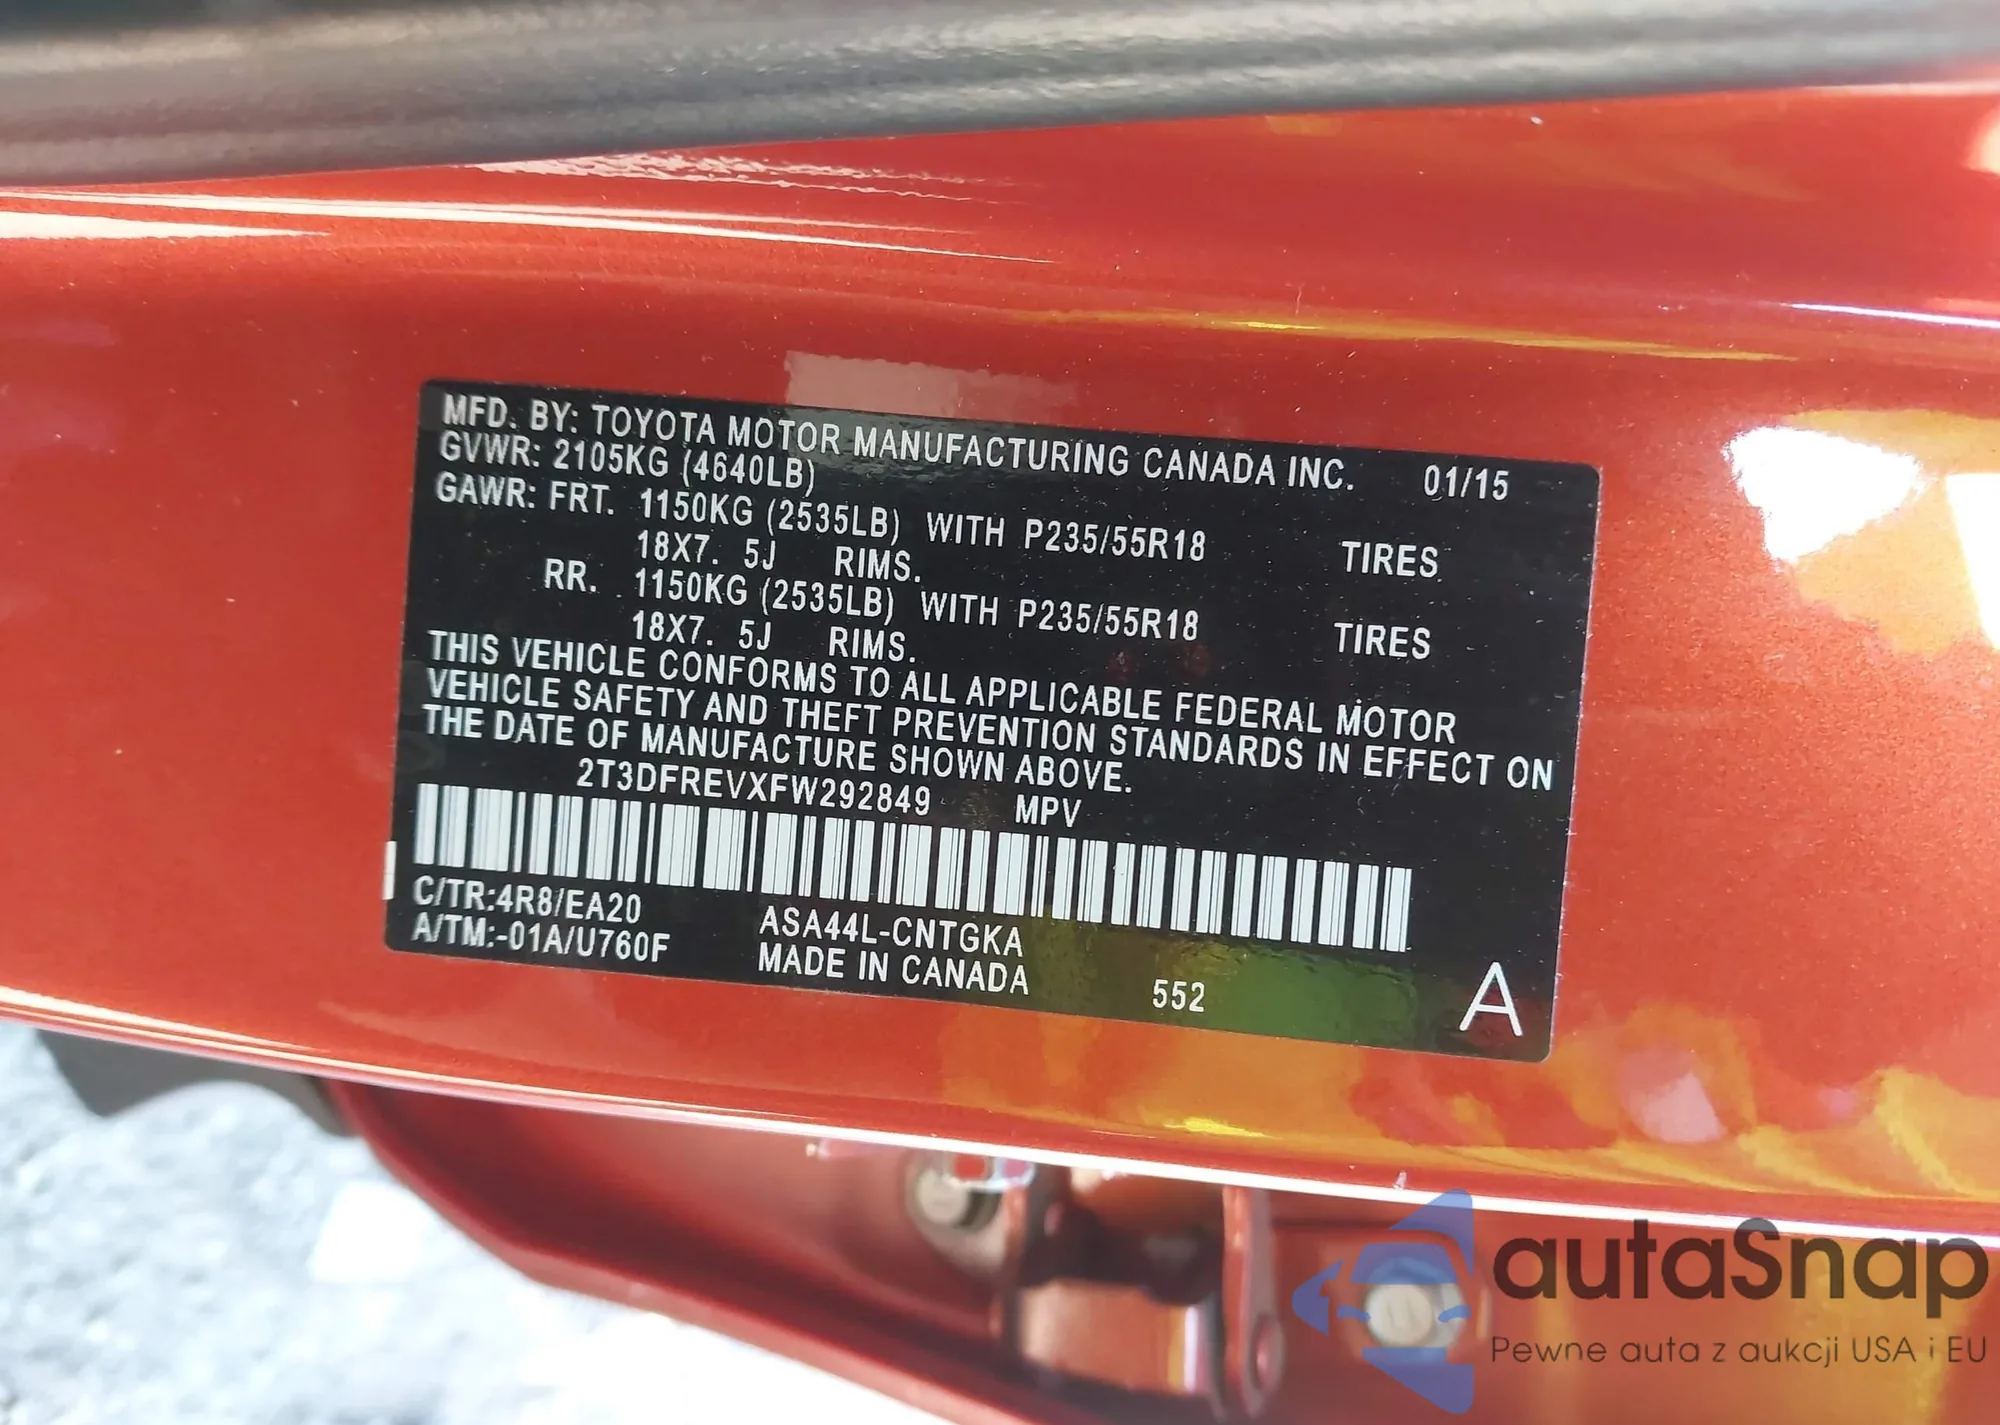 MFD. BY: TOYOTA MOTOR MANUFACTURING CANADA INC. 01/15
GVWR: 2105KG (4640LB)
GAWR: FRT. 1150KG (2535LB) WITH P235/55R18 TIRES
18X7. 5J RIMS.
RR. 1150KG (2535LB) WITH P235/55R18 TIRES
18X7. 5J RIMS.
THIS VEHICLE CONFORMS TO ALL APPLICABLE FEDERAL MOTOR
VEHICLE SAFETY AND THEFT PREVENTION STANDARDS IN EFFECT ON
THE DATE OF MANUFACTURE SHOWN ABOVE.
2T3DFREVXFW292849 MPV
C/TR:4R8/EA20 ASA44L-CNTGKA
A/TM:-01A/U760F MADE IN CANADA 552 A
autaSnap
Pewne auta z aukcji USA i EU